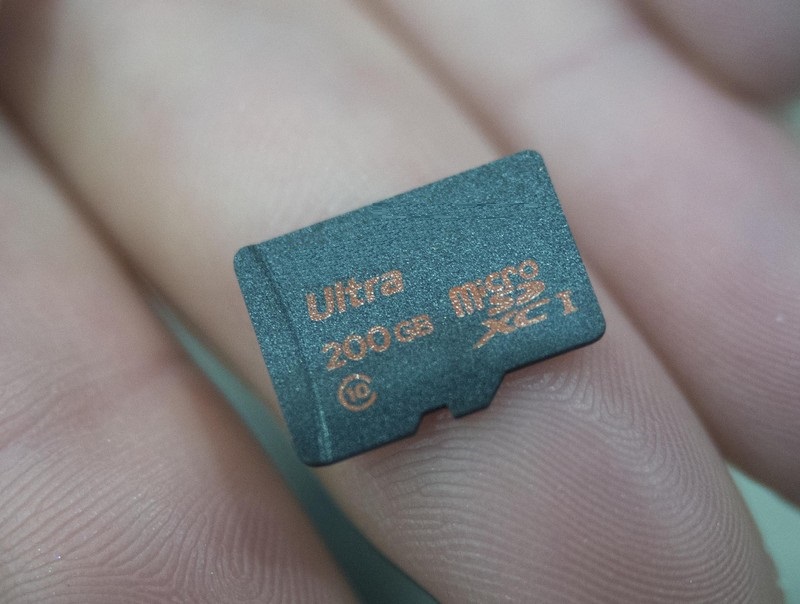 Ultra
200GB
10
micro
SD
XC I